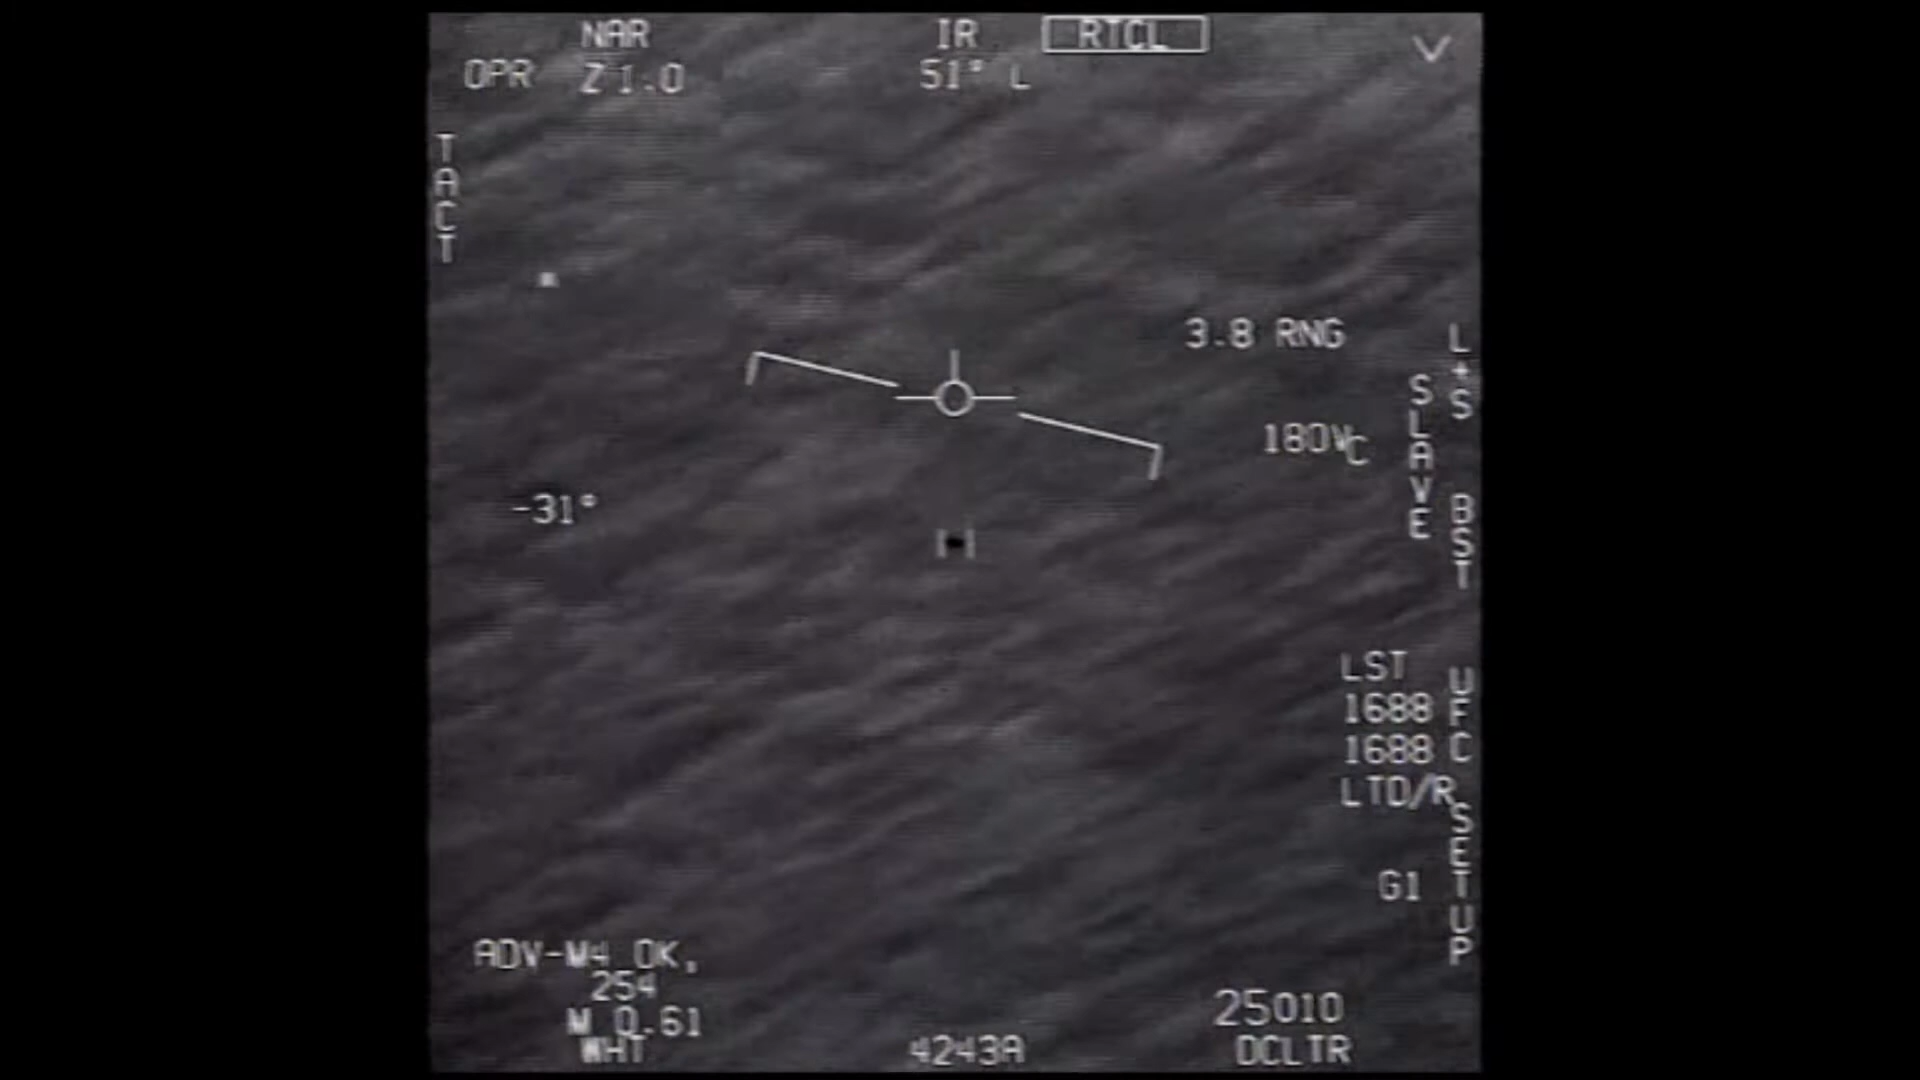 NAR
IR
RTCL
OPR
Z 1.0
51° L
TACT
3.8 RNG
L+S
SLAVE
180Vc
-31°
BST
LST
1688
1688
UFC
LTD/R
SETUP
G1
ADV-M4 OK,
254
M 0.61
WHT
4243A
25010
DCLTR